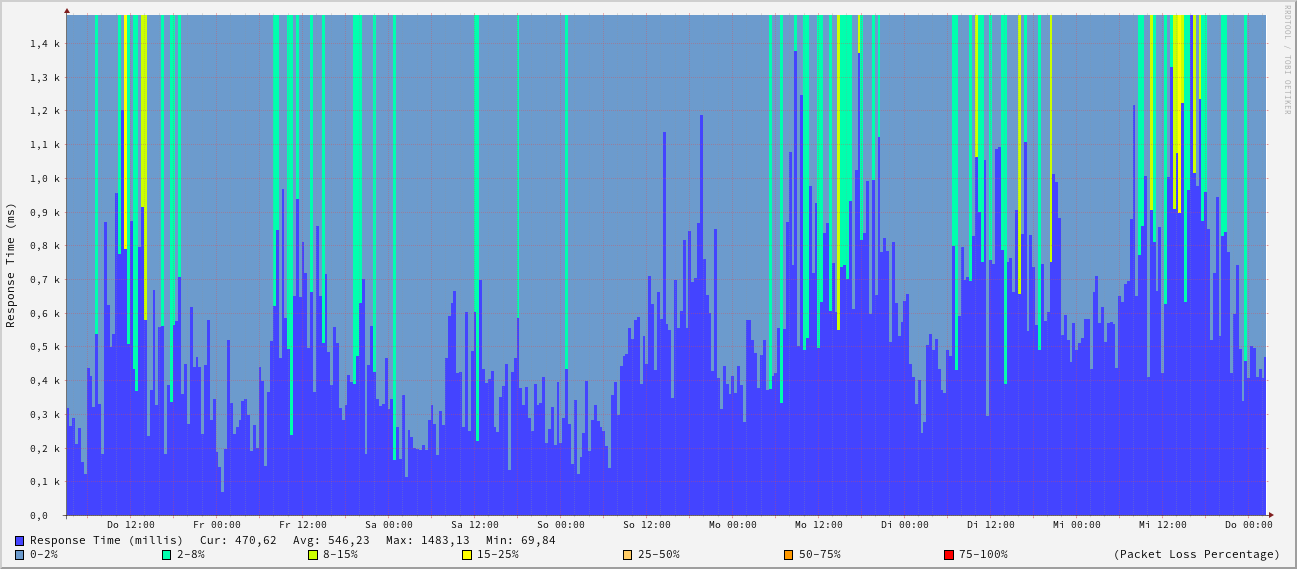 RRDTOOL / TOBI OETIKER
Response Time (ms)
1,4 k
1,3 k
1,2 k
1,1 k
1,0 k
0,9 k
0,8 k
0,7 k
0,6 k
0,5 k
0,4 k
0,3 k
0,2 k
0,1 k
0,0
Do 12:00 Fr 00:00 Fr 12:00 Sa 00:00 Sa 12:00 So 00:00 So 12:00 Mo 00:00 Mo 12:00 Di 00:00 Di 12:00 Mi 00:00 Mi 12:00 Do 00:00
Response Time (millis) Cur: 470,62 Avg: 546,23 Max: 1483,13 Min: 69,84
0-2% 2-8% 8-15% 15-25% 25-50% 50-75% 75-100% (Packet Loss Percentage)